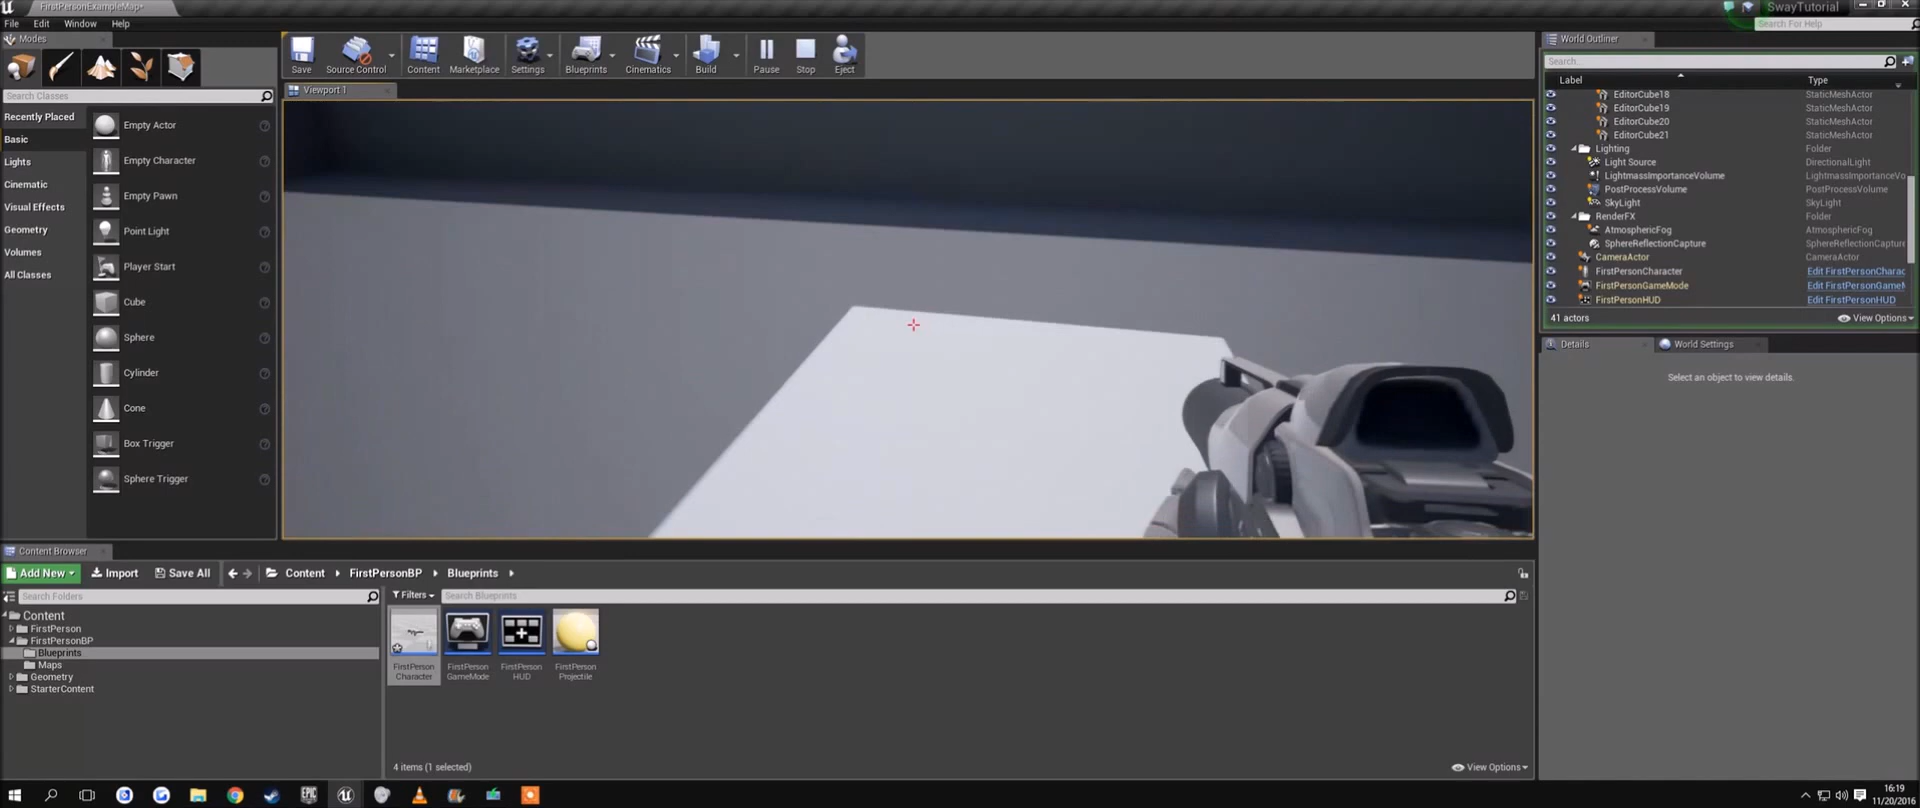 FirstPersonExampleMap*
SwayTutorial
File Edit Window Help
Search For Help
Modes
Search Classes
Recently Placed
Basic
Lights
Cinematic
Visual Effects
Geometry
Volumes
All Classes
Empty Actor
Empty Character
Empty Pawn
Point Light
Player Start
Cube
Sphere
Cylinder
Cone
Box Trigger
Sphere Trigger
Save Source Control Content Marketplace Settings Blueprints Cinematics Build Pause Stop Eject
Viewport 1
World Outliner
Search...
Label Type
EditorCube18 StaticMeshActor
EditorCube19 StaticMeshActor
EditorCube20 StaticMeshActor
EditorCube21 StaticMeshActor
Lighting Folder
Light Source DirectionalLight
LightmassImportanceVolume LightmassImportanceVo
PostProcessVolume PostProcessVolume
SkyLight SkyLight
RenderFX Folder
AtmosphericFog AtmosphericFog
SphereReflectionCapture SphereReflectionCapture
CameraActor CameraActor
FirstPersonCharacter Edit FirstPersonCharac
FirstPersonGameMode Edit FirstPersonGameM
FirstPersonHUD Edit FirstPersonHUD
41 actors View Options
Details World Settings
Select an object to view details.
Content Browser
Add New Import Save All Content FirstPersonBP Blueprints
Search Folders
Filters Search Blueprints
Content
FirstPerson
FirstPersonBP
Blueprints
Maps
Geometry
StarterContent
FirstPerson
Character
FirstPerson
GameMode
FirstPerson
HUD
FirstPerson
Projectile
4 items (1 selected) View Options
EPIC
16:19
11/20/2016